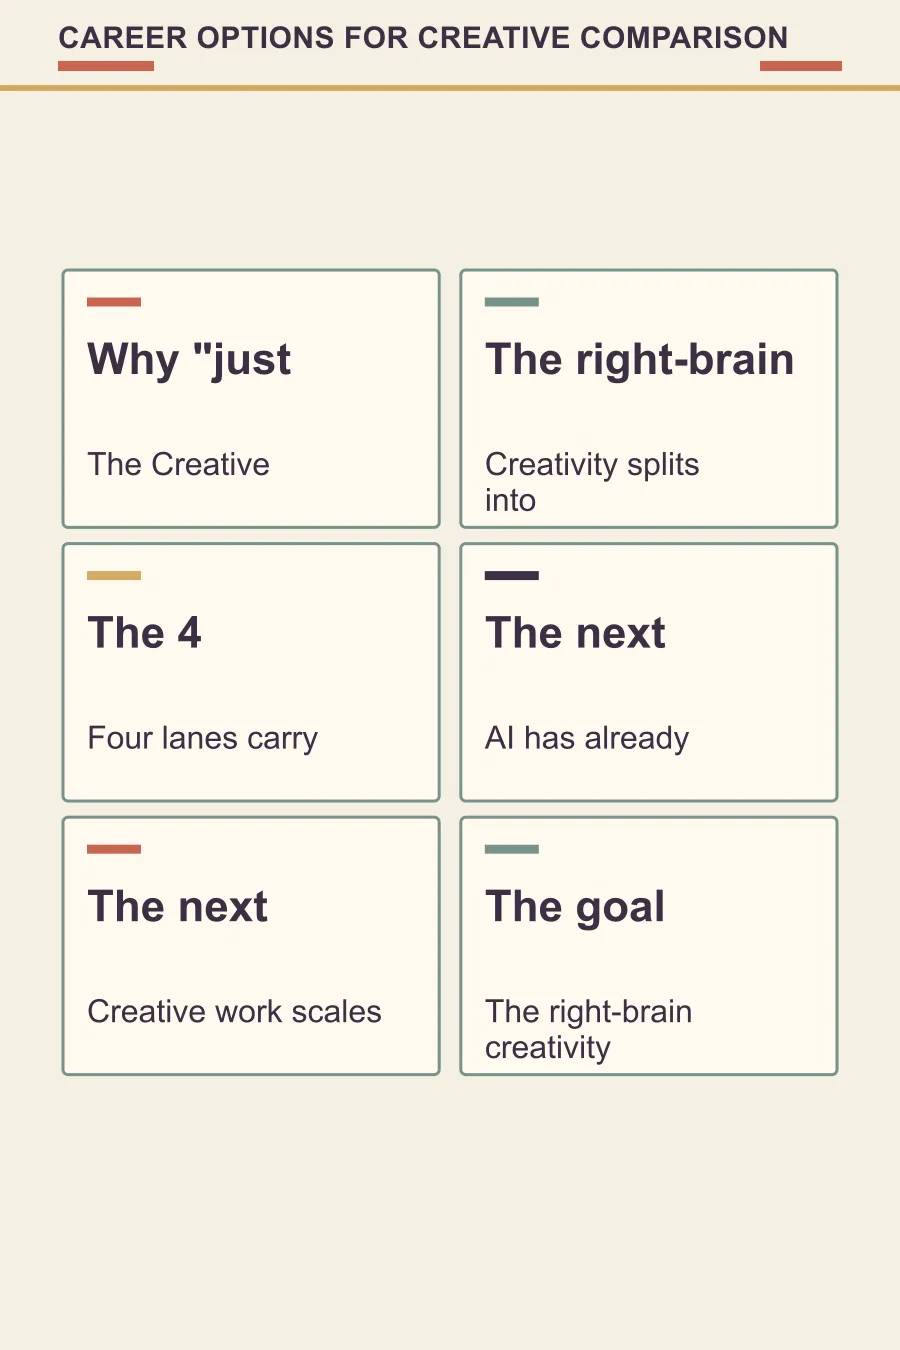 CAREER OPTIONS FOR CREATIVE COMPARISON
Why "just
The Creative
The right-brain
Creativity splits
into
The 4
Four lanes carry
The next
AI has already
The next
Creative work scales
The goal
The right-brain
creativity